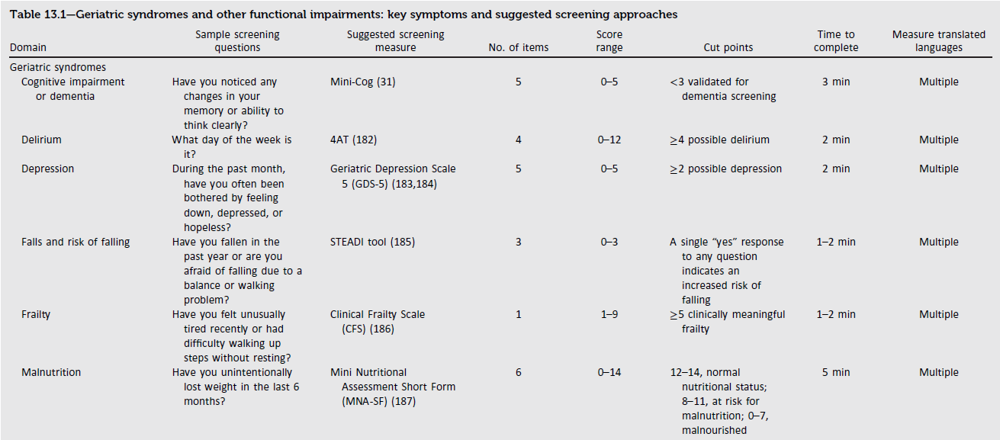 Table 13.1—Geriatric syndromes and other functional impairments: key symptoms and suggested screening approaches
Sample screening Suggested screening Score Time to Measure translated
Domain questions measure No. of items range Cut points complete languages
Geriatric syndromes
Cognitive impairment Have you noticed any Mini-Cog (31) 5 0–5 <3 validated for 3 min Multiple
or dementia changes in your dementia screening
memory or ability to
think clearly?
Delirium What day of the week is 4AT (182) 4 0–12 ≥4 possible delirium 2 min Multiple
it?
Depression During the past month, Geriatric Depression Scale 5 0–5 ≥2 possible depression 2 min Multiple
have you often been 5 (GDS-5) (183,184)
bothered by feeling
down, depressed, or
hopeless?
Falls and risk of falling Have you fallen in the STEADI tool (185) 3 0–3 A single “yes” response 1–2 min Multiple
past year or are you to any question
afraid of falling due to a indicates an
balance or walking increased risk of
problem? falling
Frailty Have you felt unusually Clinical Frailty Scale 1 1–9 ≥5 clinically meaningful 1–2 min Multiple
tired recently or had (CFS) (186) frailty
difficulty walking up
steps without resting?
Malnutrition Have you unintentionally Mini Nutritional 6 0–14 12–14, normal 5 min Multiple
lost weight in the last 6 Assessment Short Form nutritional status;
months? (MNA-SF) (187) 8–11, at risk for
malnutrition; 0–7,
malnourished